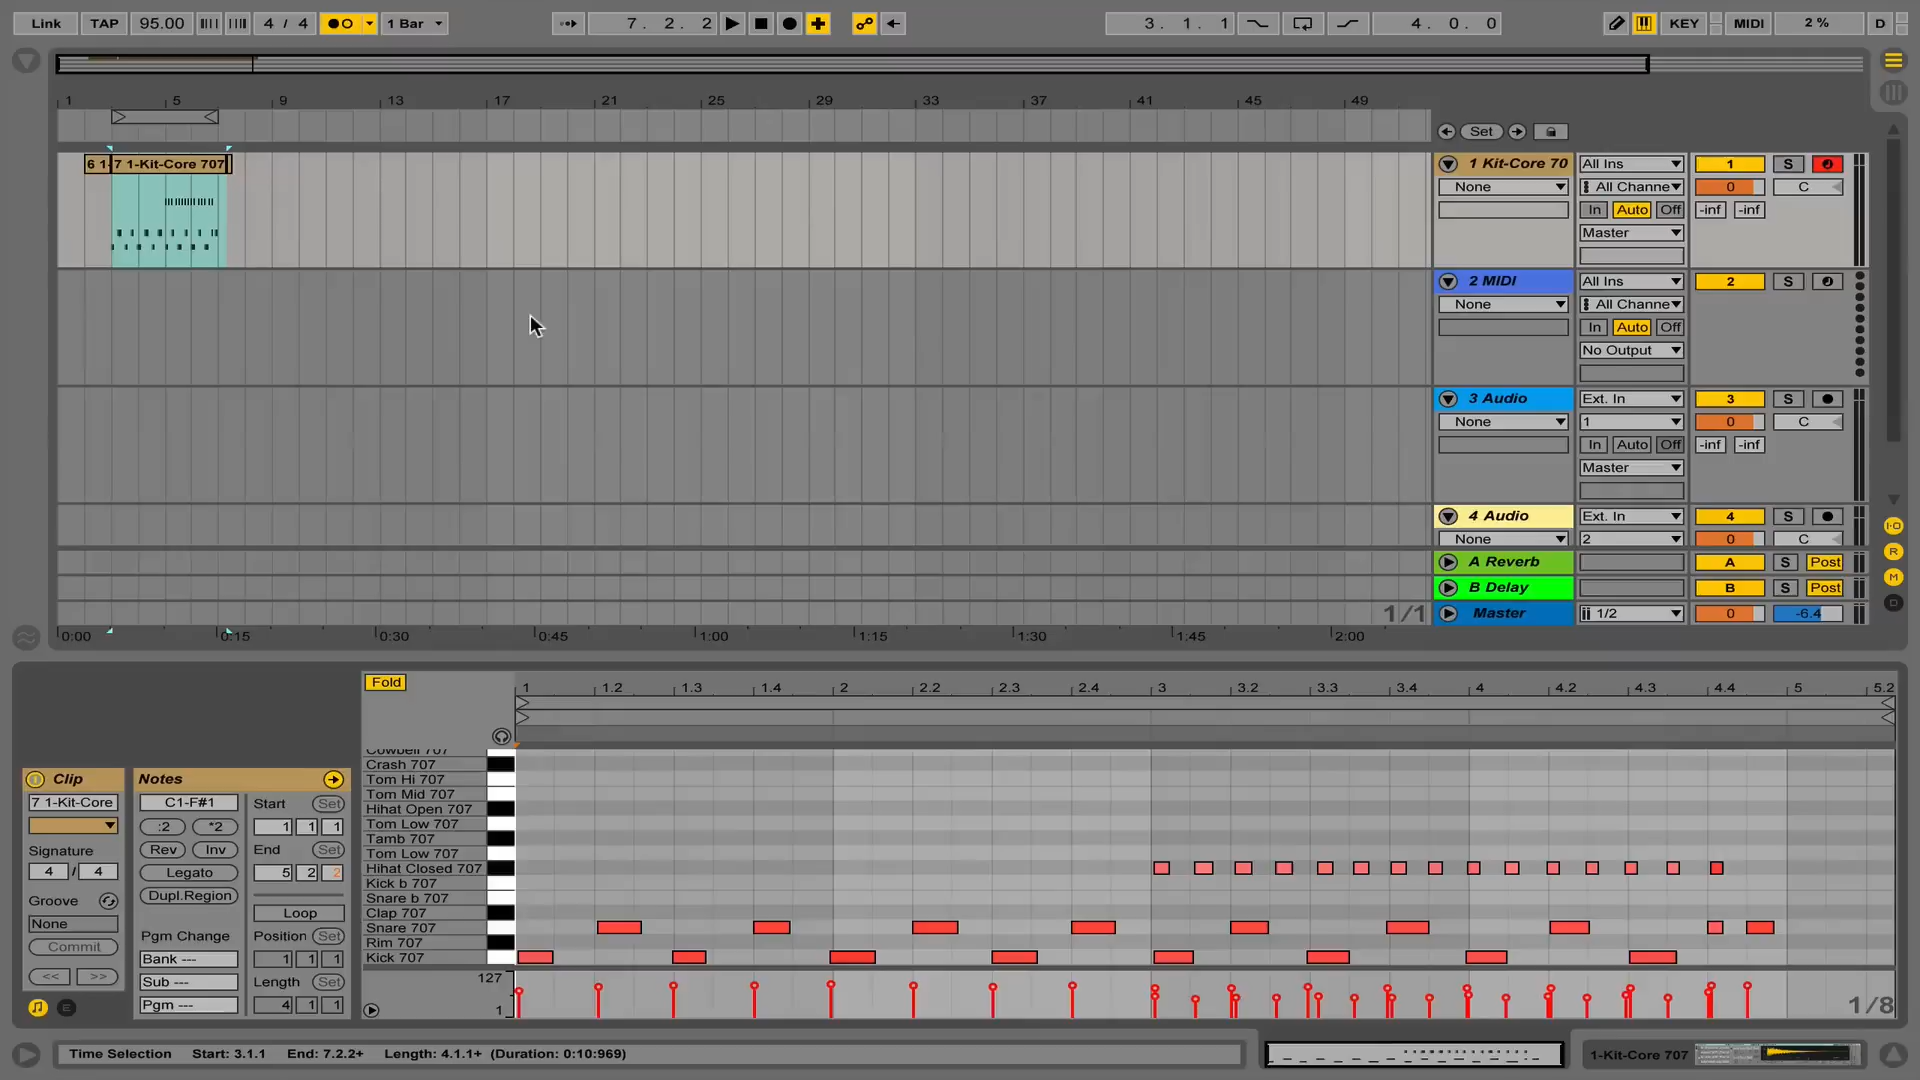 Link TAP 95.00 4 / 4 1 Bar 7. 2. 2 3. 1. 1 4. 0. 0 KEY MIDI 2 % D
1 5 9 13 17 21 25 29 33 37 41 45 49
Set
6 1- 7 1-Kit-Core 707
1 Kit-Core 70 All Ins 1 S
None All Channe 0 C
In Auto Off -inf -inf
Master
2 MIDI All Ins 2 S
None All Channe
In Auto Off
No Output
3 Audio Ext. In 3 S
None 1 0 C
In Auto Off -inf -inf
Master
4 Audio Ext. In 4 S
None 2 0 C
A Reverb A S Post
B Delay B S Post
1/1 Master 1/2 0 -6.4
0:00 0:15 0:30 0:45 1:00 1:15 1:30 1:45 2:00
I·O
R
M
D
Fold
1 1.2 1.3 1.4 2 2.2 2.3 2.4 3 3.2 3.3 3.4 4 4.2 4.3 4.4 5 5.2
Cowbell 707
Crash 707
Tom Hi 707
Tom Mid 707
Hihat Open 707
Tom Low 707
Tamb 707
Tom Low 707
Hihat Closed 707
Kick b 707
Snare b 707
Clap 707
Snare 707
Rim 707
Kick 707
127
1
1/8
Clip
7 1-Kit-Core
Signature
4 / 4
Groove
None
Commit
<< >>
Notes
C1-F#1
:2 *2
Rev Inv
Legato
Dupl.Region
Pgm Change
Bank ---
Sub ---
Pgm ---
Start Set
1 1 1
End Set
5 2 2
Loop
Position Set
1 1 1
Length Set
4 1 1
Time Selection Start: 3.1.1 End: 7.2.2+ Length: 4.1.1+ (Duration: 0:10:969)
1-Kit-Core 707